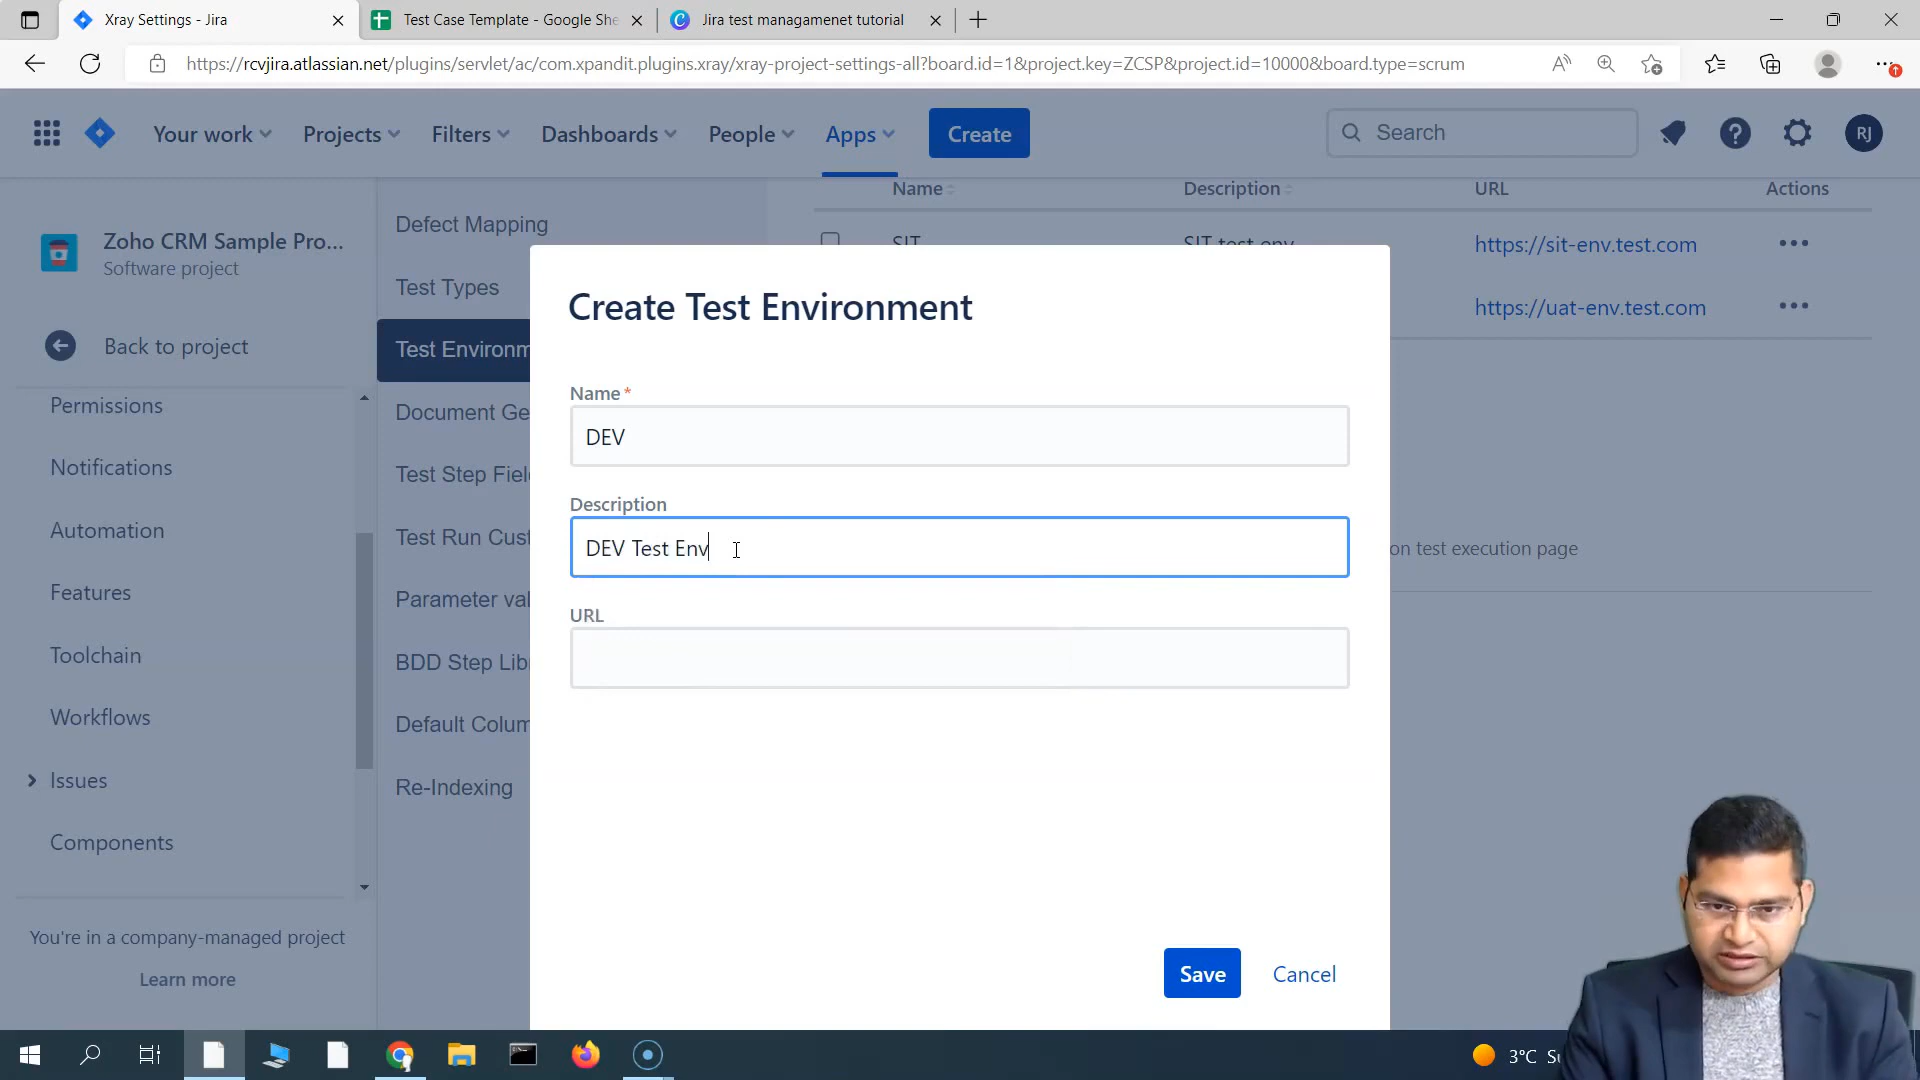 Xray Settings - Jira
Test Case Template - Google She
Jira test managamenet tutorial
https://rcvjira.atlassian.net/plugins/servlet/ac/com.xpandit.plugins.xray/xray-project-settings-all?board.id=1&project.key=ZCSP&project.id=10000&board.type=scrum
Your work
Projects
Filters
Dashboards
People
Apps
Create
Search
RJ
Zoho CRM Sample Pro...
Software project
Back to project
Permissions
Notifications
Automation
Features
Toolchain
Workflows
Issues
Components
You're in a company-managed project
Learn more
Defect Mapping
Test Types
Test Environm
Document Ge
Test Step Fiel
Test Run Cust
Parameter val
BDD Step Lib
Default Colum
Re-Indexing
Name Description URL Actions
SIT SIT test env https://sit-env.test.com
https://uat-env.test.com
on test execution page
Create Test Environment
Name *
DEV
Description
DEV Test Env
URL
Save
Cancel
3°C Su